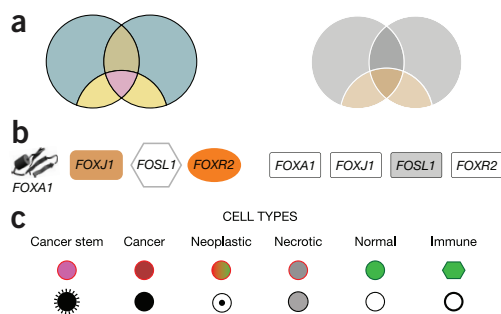 a
b
FOXA1
FOXJ1
FOSL1
FOXR2
FOXA1
FOXJ1
FOSL1
FOXR2
c
CELL TYPES
Cancer stem
Cancer
Neoplastic
Necrotic
Normal
Immune